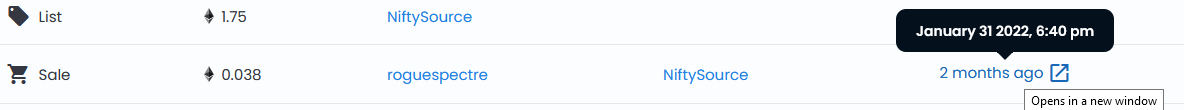 List 1.75 NiftySource
January 31 2022, 6:40 pm
Sale 0.038 roguespectre NiftySource 2 months ago
Opens in a new window